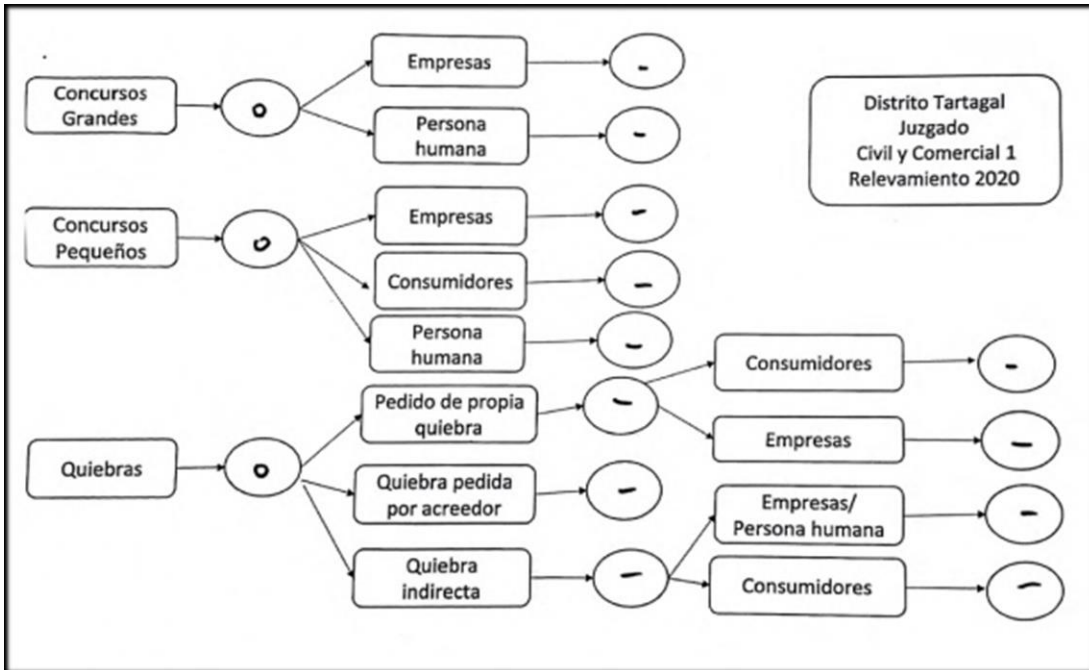 Concursos
Grandes
o
Empresas
-
Persona
humana
-
Distrito Tartagal
Juzgado
Civil y Comercial 1
Relevamiento 2020
Concursos
Pequeños
o
Empresas
-
Consumidores
-
Persona
humana
-
Quiebras
o
Pedido de propia
quiebra
-
Consumidores
-
Empresas
-
Quiebra pedida
por acreedor
-
Quiebra
indirecta
-
Empresas/
Persona humana
-
Consumidores
-